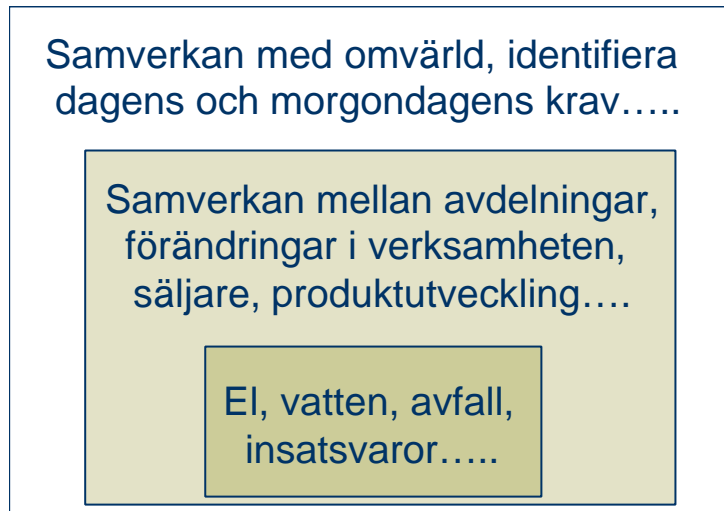 Samverkan med omvärld, identifiera
dagens och morgondagens krav…..
Samverkan mellan avdelningar,
förändringar i verksamheten,
säljare, produktutveckling….
El, vatten, avfall,
insatsvaror…..